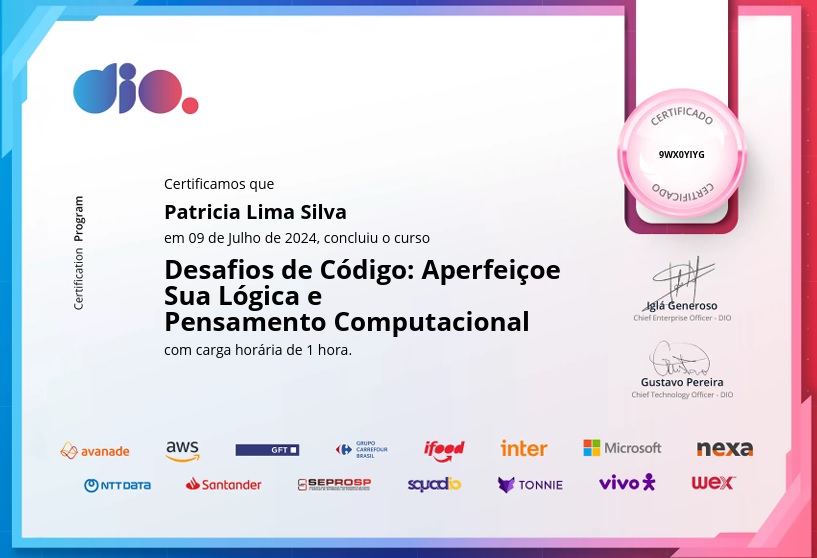 dio.
CERTIFICADO
9WX0YIYG
CERTIFICADO
Certification Program
Certificamos que
Patricia Lima Silva
em 09 de Julho de 2024, concluiu o curso
Desafios de Código: Aperfeiçoe
Sua Lógica e
Pensamento Computacional
com carga horária de 1 hora.
Iglá Generoso
Chief Enterprise Officer - DIO
Gustavo Pereira
Chief Technology Officer - DIO
avanade aws GFT GRUPO CARREFOUR BRASIL ifood inter Microsoft nexa
NTT DATA Santander SEPROSP squadio TONNIE vivo wex